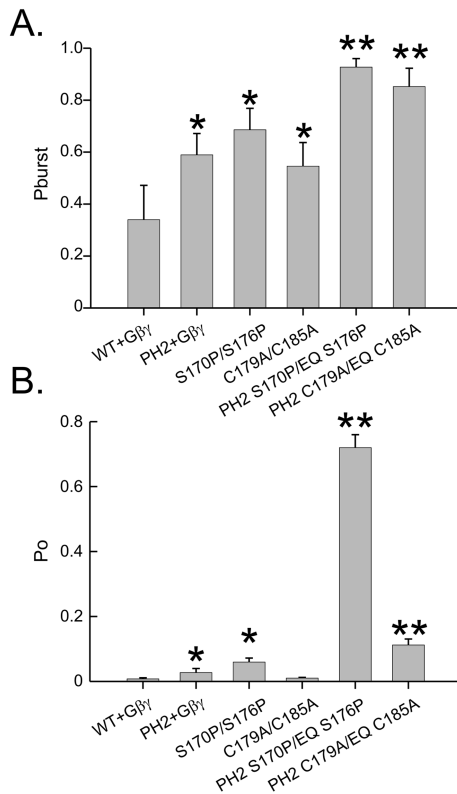 A.
1.0
0.8
0.6
0.4
0.2
0
Pburst
*
*
*
**
**
WT+Gβγ
PH2+Gβγ
S170P/S176P
C179A/C185A
PH2 S170P/EQ S176P
PH2 C179A/EQ C185A
B.
0.8
0.6
0.4
0.2
0
Po
*
*
**
**
WT+Gβγ
PH2+Gβγ
S170P/S176P
C179A/C185A
PH2 S170P/EQ S176P
PH2 C179A/EQ C185A